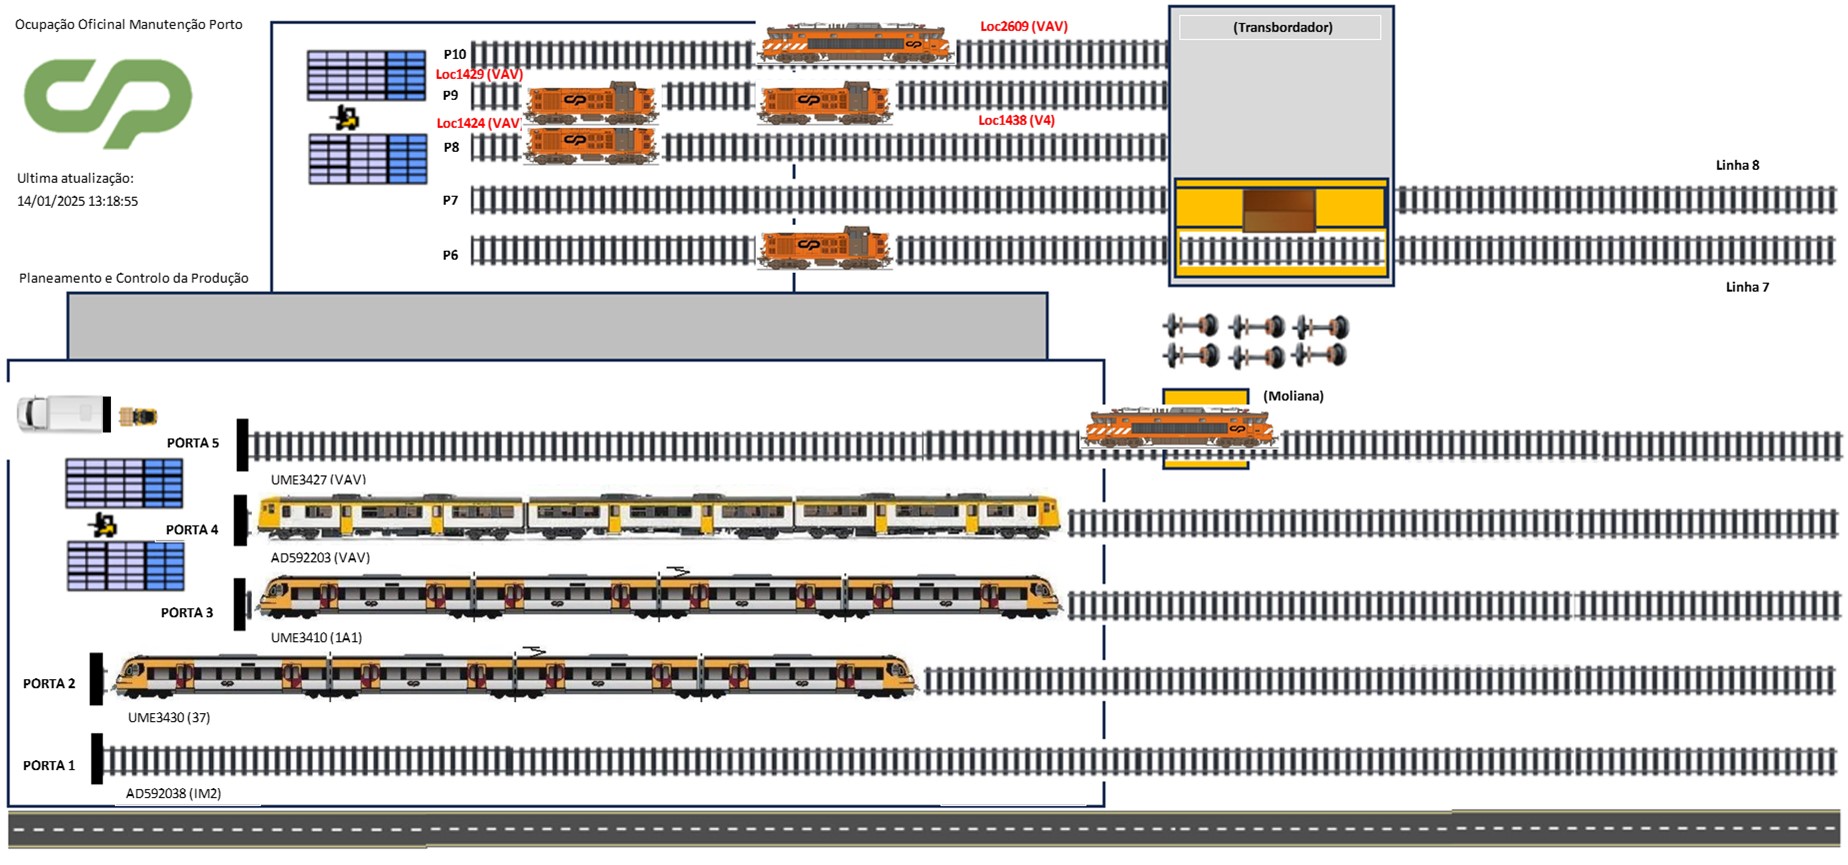 Ocupação Oficinal Manutenção Porto
CP
Ultima atualização:
14/01/2025 13:18:55
Planeamento e Controlo da Produção
P10
Loc2609 (VAV)
(Transbordador)
Loc1429 (VAV)
P9
Loc1424 (VAV)
Loc1438 (V4)
P8
P7
Linha 8
P6
Linha 7
(Moliana)
PORTA 5
UME3427 (VAV)
PORTA 4
AD592203 (VAV)
PORTA 3
UME3410 (1A1)
PORTA 2
UME3430 (37)
PORTA 1
AD592038 (IM2)